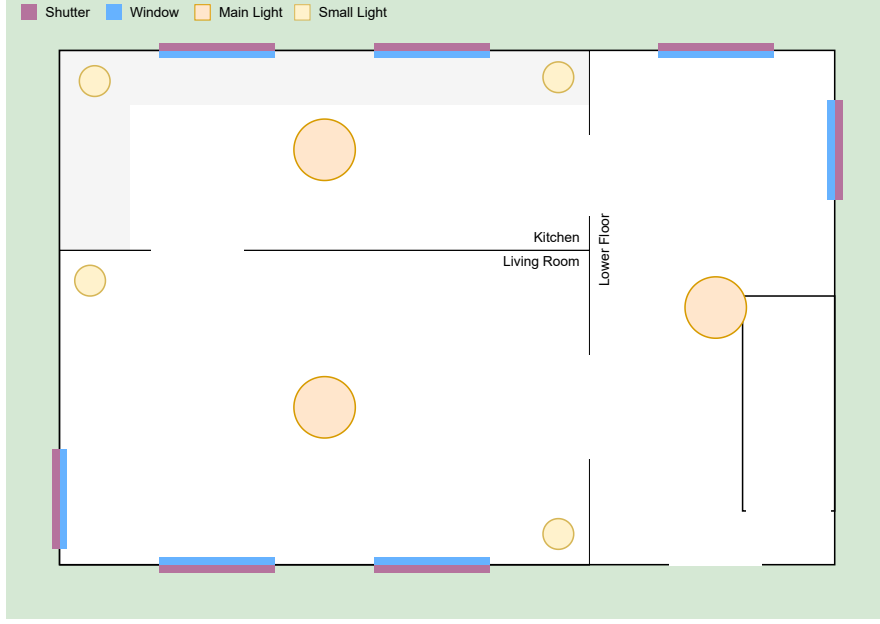 Shutter
Window
Main Light
Small Light
Kitchen
Living Room
Lower Floor